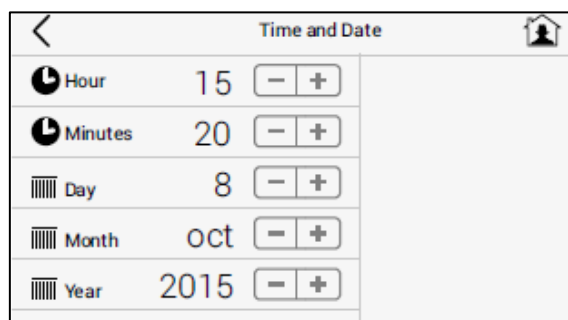 Time and Date
Hour 15 − +
Minutes 20 − +
Day 8 − +
Month oct − +
Year 2015 − +